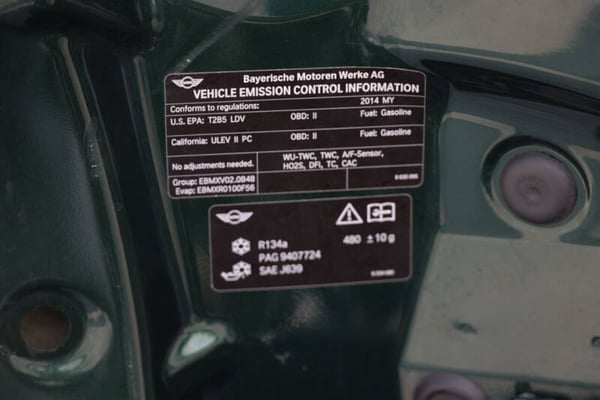 Bayerische Motoren Werke AG
VEHICLE EMISSION CONTROL INFORMATION
Conforms to regulations: 2014 MY
U.S. EPA: T2B5 LDV OBD: II Fuel: Gasoline
California: ULEV II PC OBD: II Fuel: Gasoline
No adjustments needed. WU-TWC, TWC, A/F-Sensor,
HO2S, DFI, TC, CAC
Group: EBMXV02.0B4B
Evap: EBMXR0100F56
R134a 480 ±10g
PAG 9407724
SAE J639